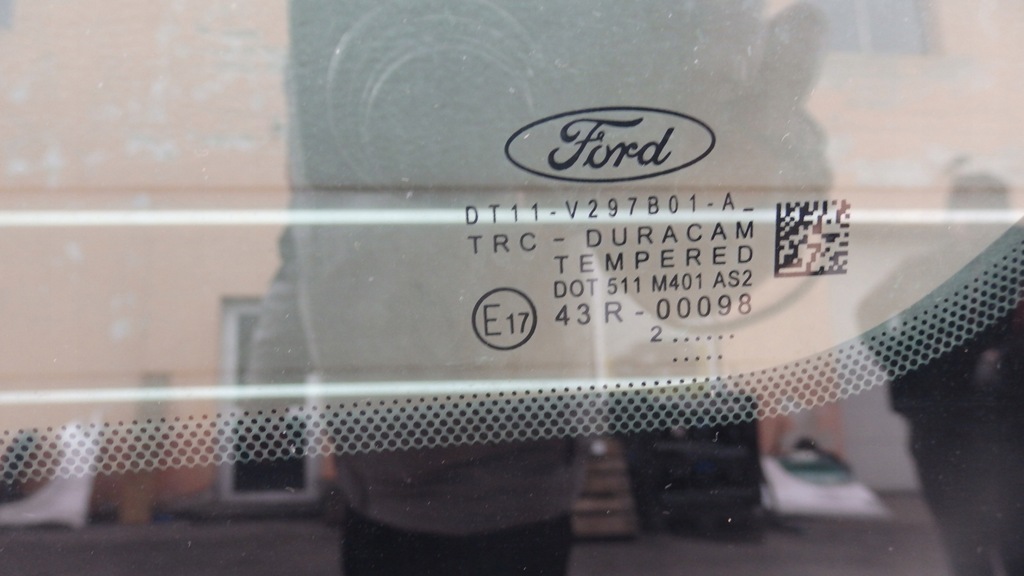 Ford
DT11-V297B01-A_
TRC - DURACAM
TEMPERED
DOT 511 M401 AS2
E17 43R-00098
2......
.....